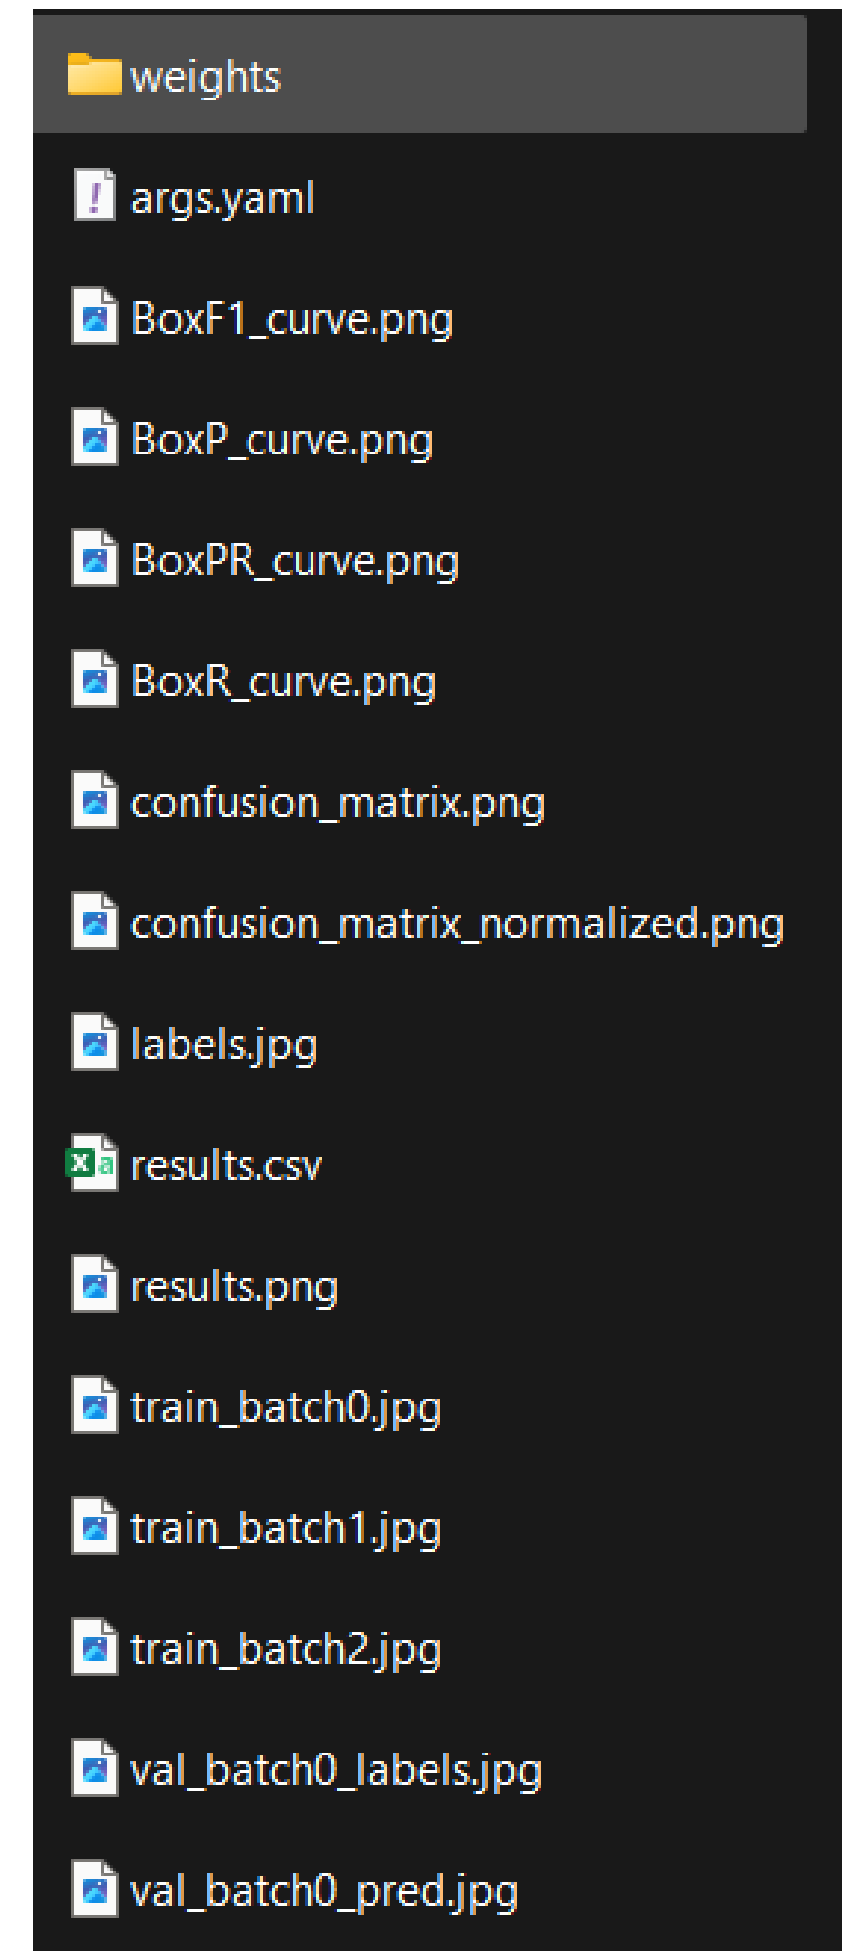 weights
args.yaml
BoxF1_curve.png
BoxP_curve.png
BoxPR_curve.png
BoxR_curve.png
confusion_matrix.png
confusion_matrix_normalized.png
labels.jpg
results.csv
results.png
train_batch0.jpg
train_batch1.jpg
train_batch2.jpg
val_batch0_labels.jpg
val_batch0_pred.jpg